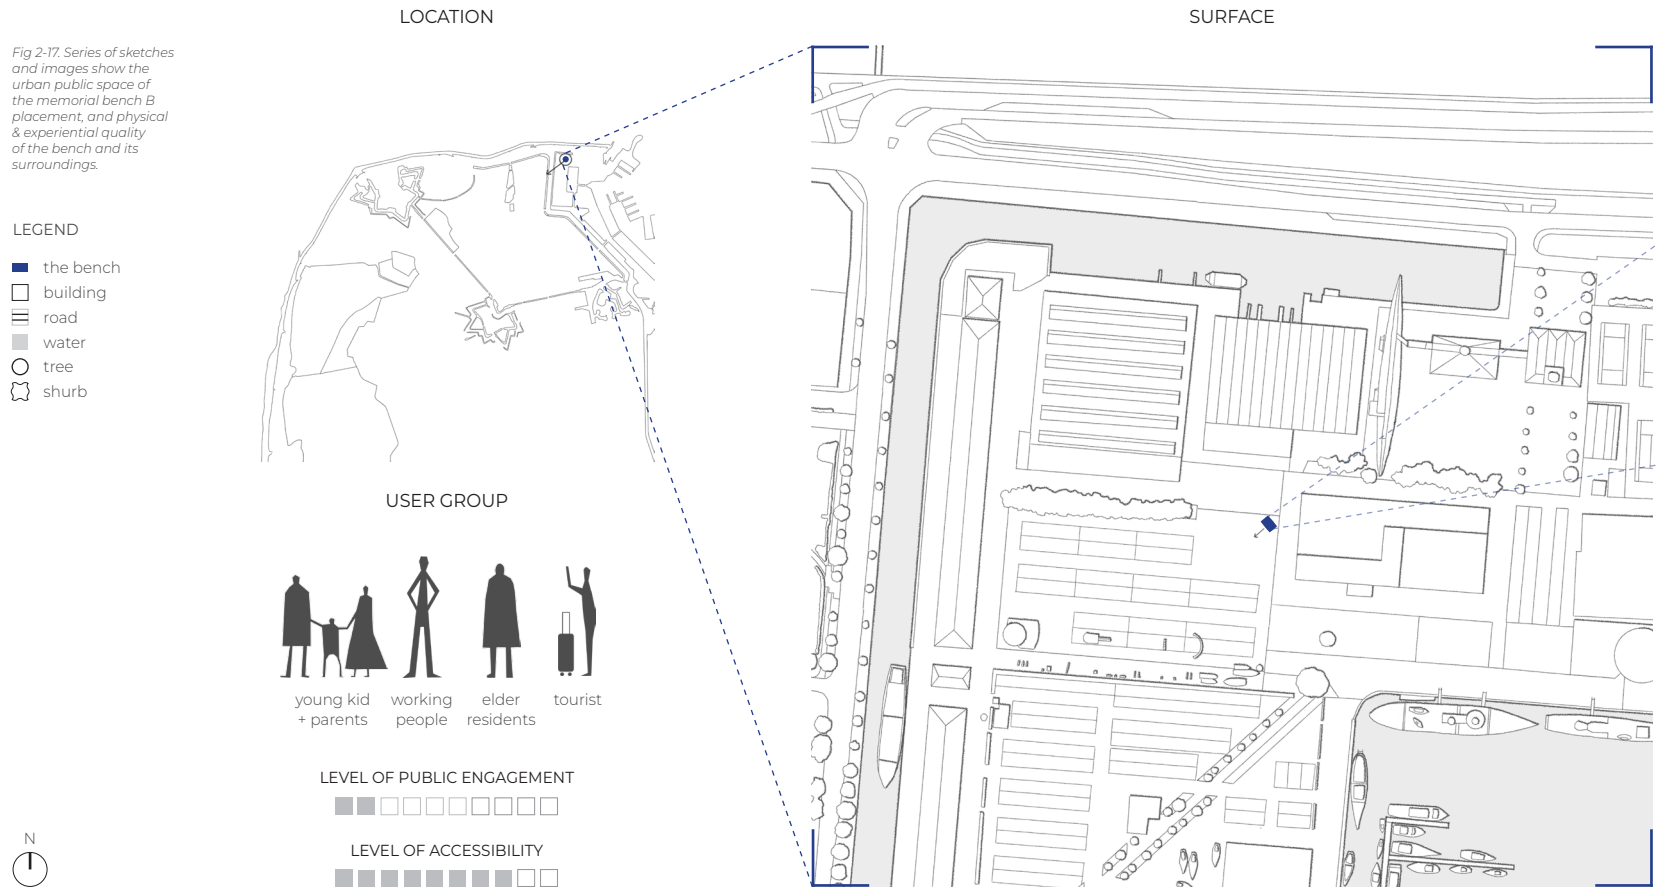 LOCATION
SURFACE
Fig 2-17. Series of sketches
and images show the
urban public space of
the memorial bench B
placement, and physical
& experiential quality
of the bench and its
surroundings.
LEGEND
the bench
building
road
water
tree
shurb
USER GROUP
young kid
+ parents
working
people
elder
residents
tourist
LEVEL OF PUBLIC ENGAGEMENT
LEVEL OF ACCESSIBILITY
N